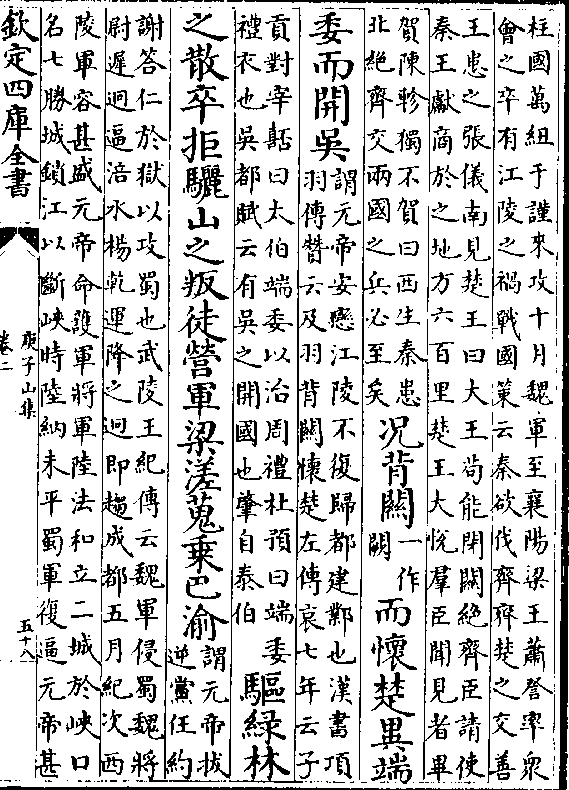 柱國萬紐于謹來攻十月魏軍至襄陽梁王蕭詧率衆
會之卒有江陵之禍戰國策云秦欲伐齊齊楚之交善
王患之張儀南見楚王曰大王茍能閉關絶齊臣請使
秦王獻商於之地方六百里楚王大悅羣臣聞見者畢
賀陳軫獨不賀曰西生秦患
北絶齊交兩國之兵必至矣
况背關
一作
闕
而懷楚異端
委而開吳
謂元帝安戀江陵不復歸都建鄴也漢書項
羽傳賛云及羽背關懷楚左傳哀七年云子
貢對宰嚭曰太伯端委以治周禮杜預曰端委
禮衣也吳都賦云有吳之開國也肇自泰伯
驅綠林
之散卒拒驪山之叛徒營軍梁溠蒐乗巴渝
謂元帝拔
逆黨任約
謝答仁於獄以攻蜀也武陵王紀傳云魏軍侵蜀魏將
尉遲迥逼涪水楊乾運降之迥即趨成都五月紀次西
陵軍容甚盛元帝命護軍將軍陸法和立二城於峽口
名七勝城鎖江以斷峽時陸納未平蜀軍復逼元帝甚
欽定四庫全書
庾子山集
卷二
五十八